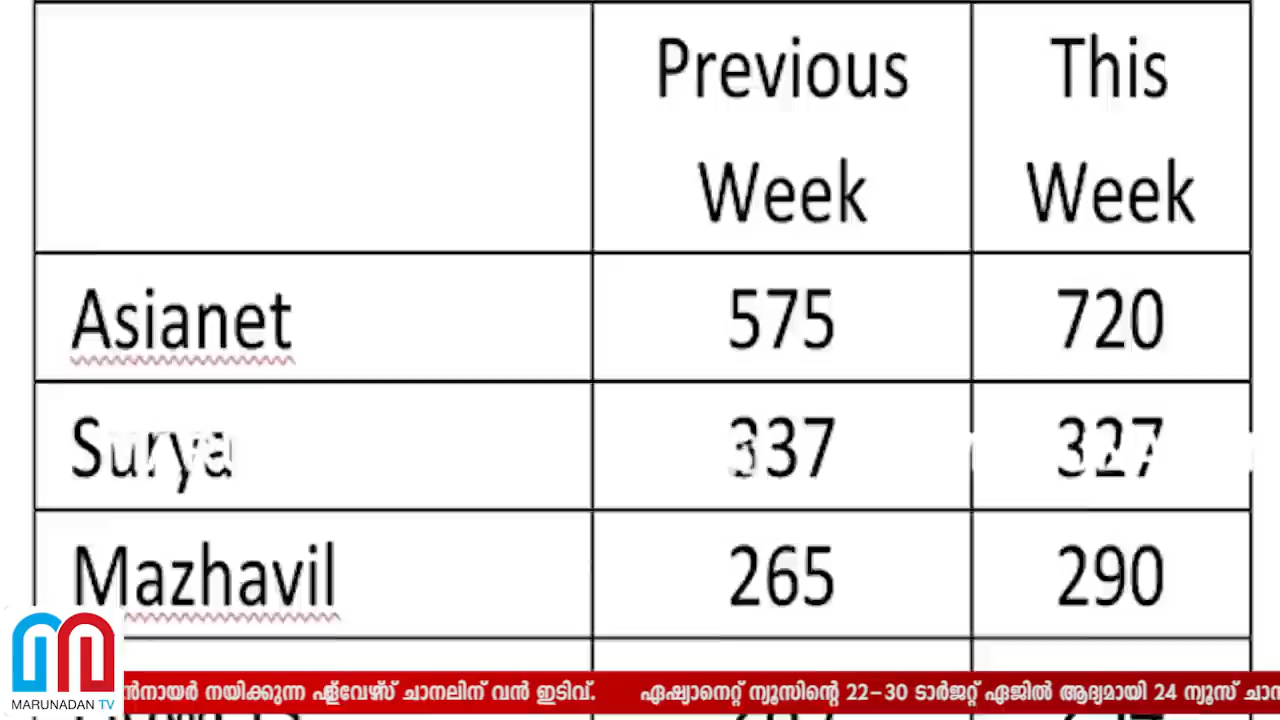 Previous Week
This Week
Asianet 575 720
Surya 337 327
Mazhavil 265 290
MARUNADAN TV
നയിക്കുന്ന ഫ്ളവേഴ്സ് ചാനലിന് വൻ ഇടിവ്. ഏഷ്യാനെറ്റ് ന്യൂസിന്റെ 22-30 ടാർജറ്റ് ഏജിൽ ആദ്യമായി 24 ന്യൂസ്